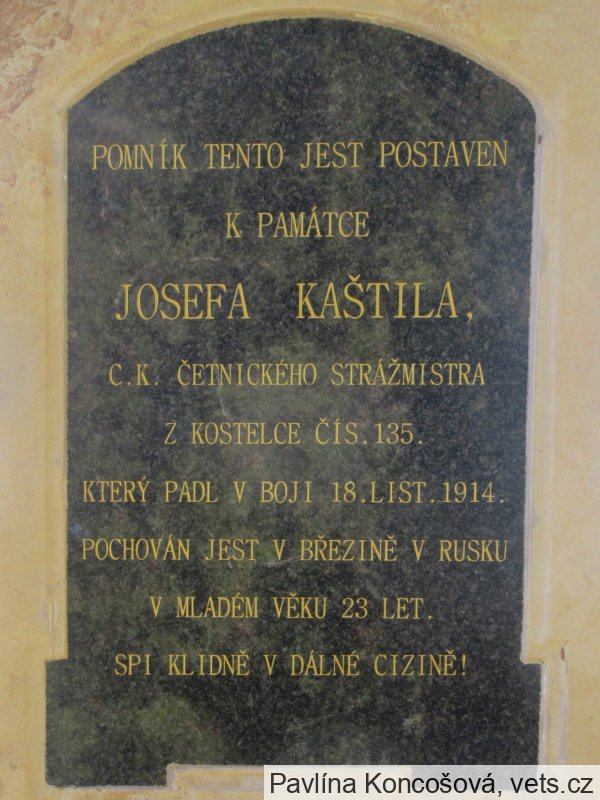 POMNÍK TENTO JEST POSTAVEN
K PAMÁTCE
JOSEFA KAŠTILA,
C.K. ČETNICKÉHO STRÁŽMISTRA
Z KOSTELCE ČÍS.135.
KTERÝ PADL V BOJI 18.LIST.1914.
POCHOVÁN JEST V BŘEZINĚ V RUSKU
V MLADÉM VĚKU 23 LET.
SPI KLIDNĚ V DÁLNÉ CIZINĚ!
Pavlína Koncošová, vets.cz